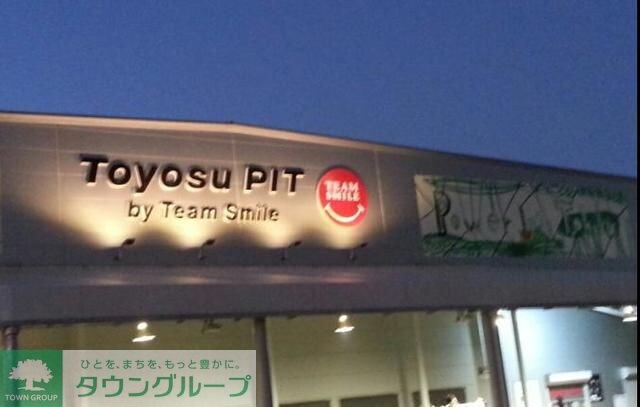 Toyosu PIT
by Team Smile
TEAM
SMILE
Power
ひとを、まちを、もっと豊かに。
タウングループ
TOWN GROUP